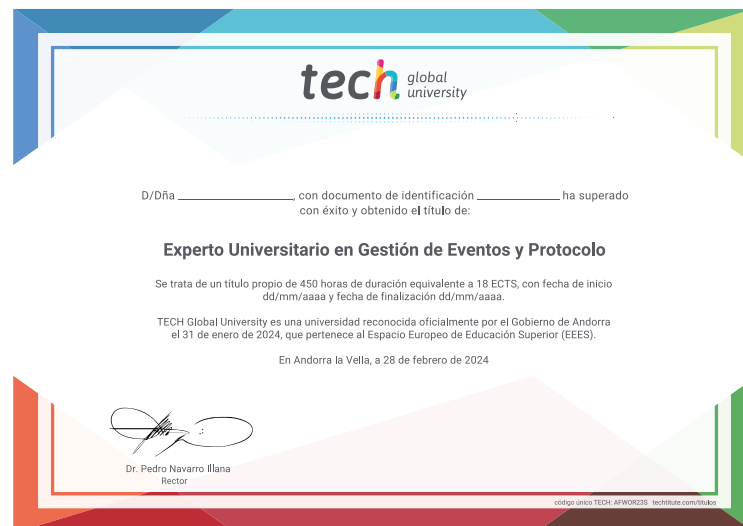 tech global university
D/Dña ____________, con documento de identificación ____________ ha superado
con éxito y obtenido el título de:
Experto Universitario en Gestión de Eventos y Protocolo
Se trata de un título propio de 450 horas de duración equivalente a 18 ECTS, con fecha de inicio
dd/mm/aaaa y fecha de finalización dd/mm/aaaa.
TECH Global University es una universidad reconocida oficialmente por el Gobierno de Andorra
el 31 de enero de 2024, que pertenece al Espacio Europeo de Educación Superior (EEES).
En Andorra la Vella, a 28 de febrero de 2024
Dr. Pedro Navarro Illana
Rector
código único TECH: AFWOR23S techtitute.com/titulos